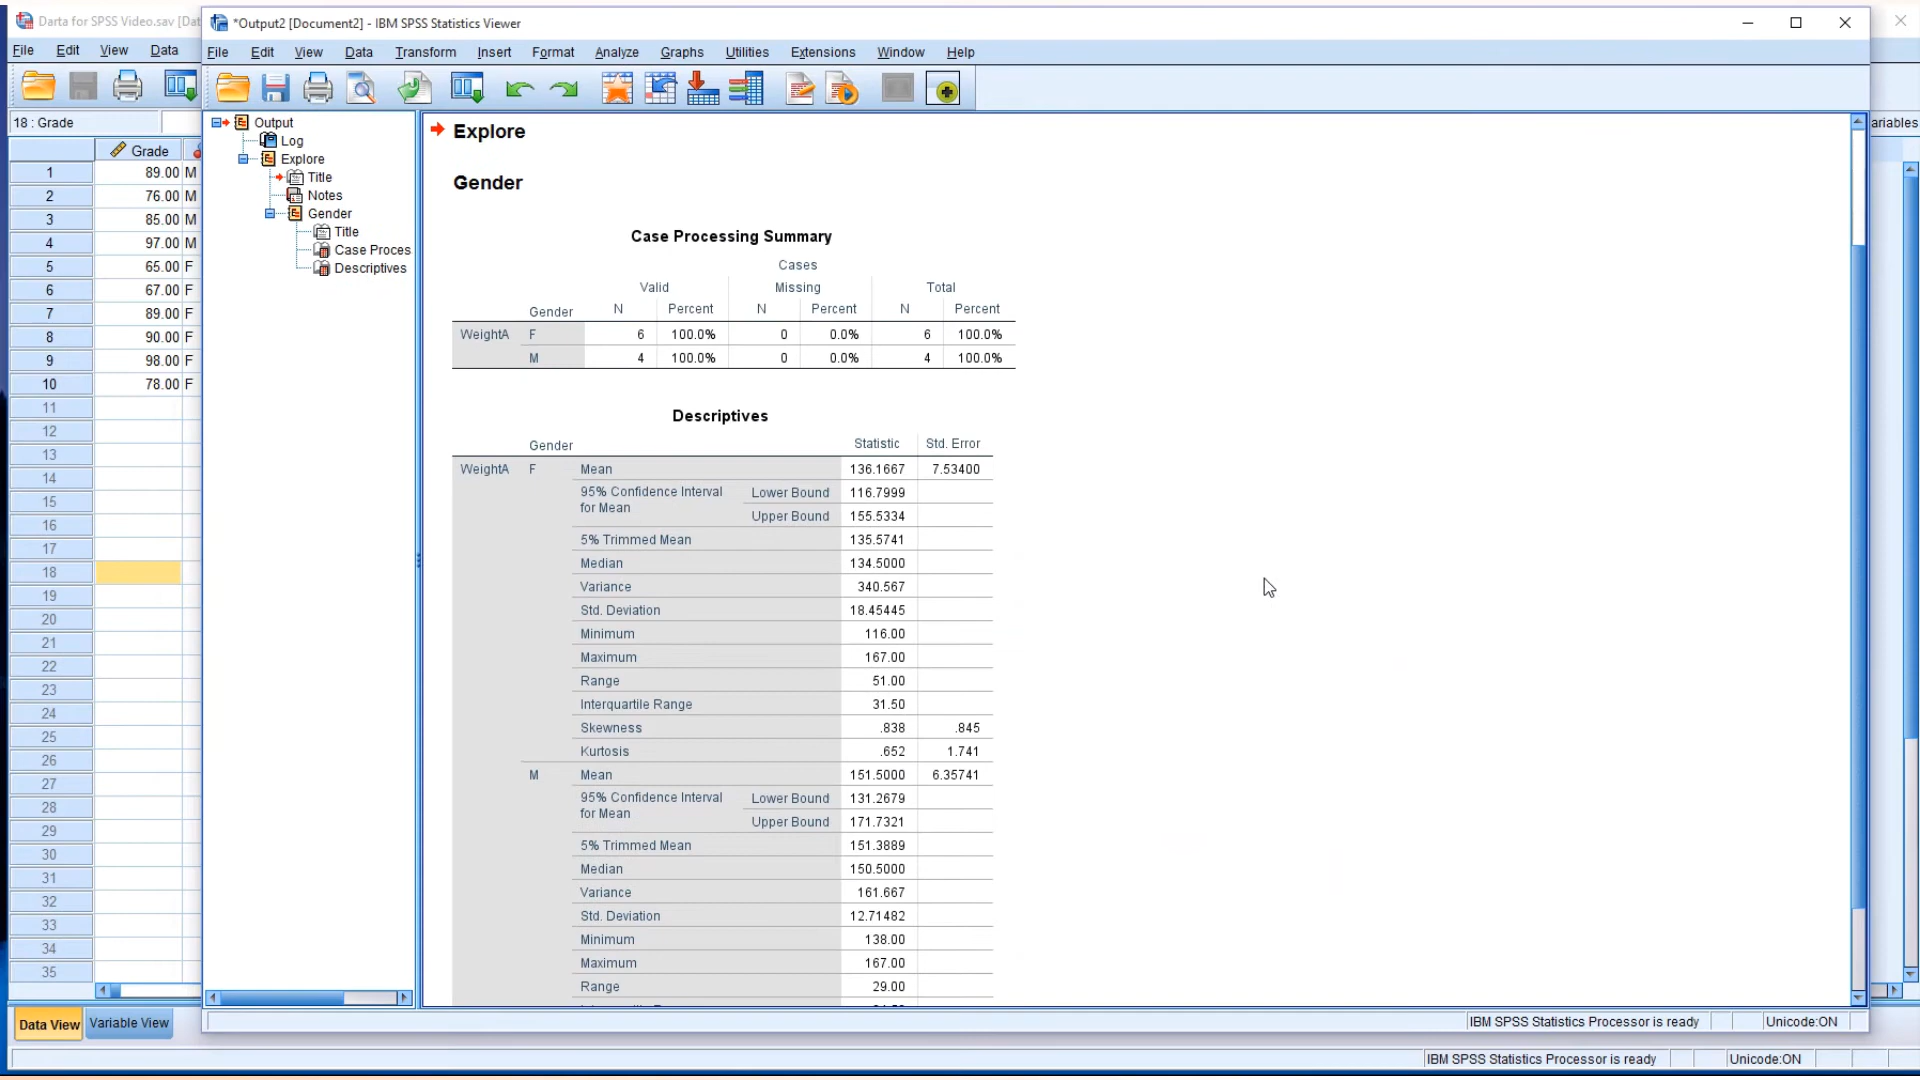 Darta for SPSS Video.sav [Dat
File Edit View Data
18 : Grade
Grade
1 89.00 M
2 76.00 M
3 85.00 M
4 97.00 M
5 65.00 F
6 67.00 F
7 89.00 F
8 90.00 F
9 98.00 F
10 78.00 F
11
12
13
14
15
16
17
18
19
20
21
22
23
24
25
26
27
28
29
30
31
32
33
34
35
Data View Variable View
*Output2 [Document2] - IBM SPSS Statistics Viewer
File Edit View Data Transform Insert Format Analyze Graphs Utilities Extensions Window Help
Output
Log
Explore
Title
Notes
Gender
Title
Case Proces
Descriptives
Explore
Gender
Case Processing Summary
Cases
Valid Missing Total
Gender N Percent N Percent N Percent
WeightA F 6 100.0% 0 0.0% 6 100.0%
M 4 100.0% 0 0.0% 4 100.0%
Descriptives
Gender Statistic Std. Error
WeightA F Mean 136.1667 7.53400
95% Confidence Interval for Mean Lower Bound 116.7999
Upper Bound 155.5334
5% Trimmed Mean 135.5741
Median 134.5000
Variance 340.567
Std. Deviation 18.45445
Minimum 116.00
Maximum 167.00
Range 51.00
Interquartile Range 31.50
Skewness .838 .845
Kurtosis .652 1.741
M Mean 151.5000 6.35741
95% Confidence Interval for Mean Lower Bound 131.2679
Upper Bound 171.7321
5% Trimmed Mean 151.3889
Median 150.5000
Variance 161.667
Std. Deviation 12.71482
Minimum 138.00
Maximum 167.00
Range 29.00
IBM SPSS Statistics Processor is ready Unicode:ON
ariables
IBM SPSS Statistics Processor is ready Unicode:ON